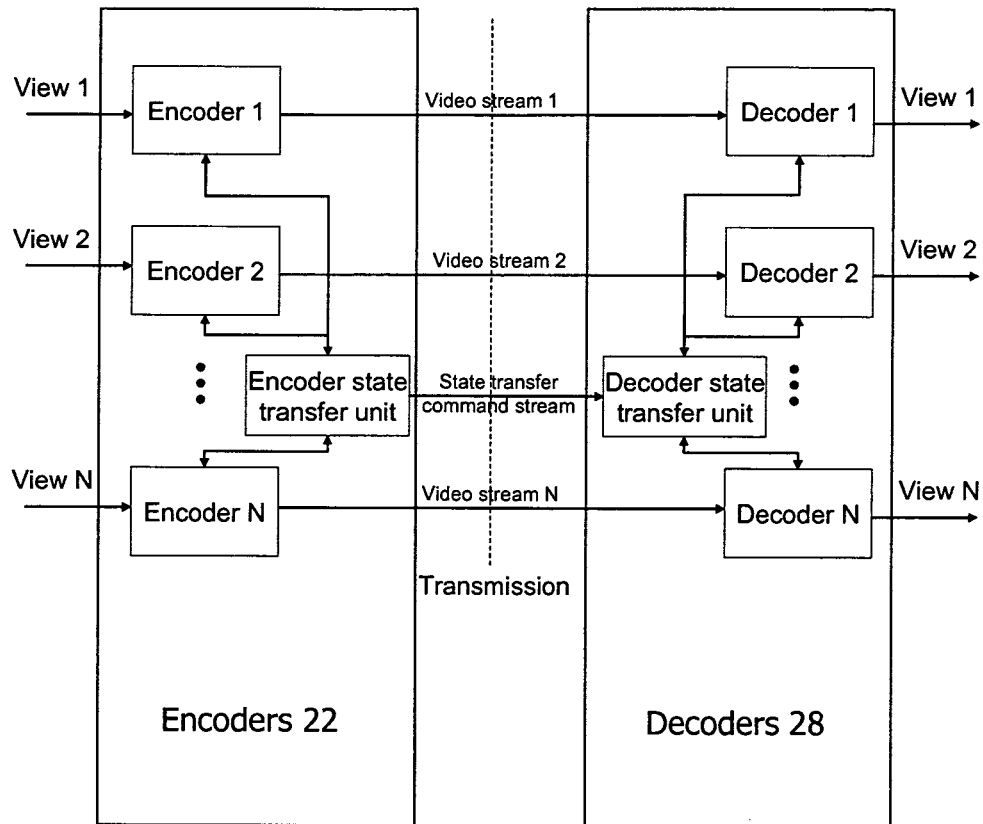 View 1
Encoder 1
Video stream 1
Decoder 1
View 1
View 2
Encoder 2
Video stream 2
Decoder 2
View 2
Encoder state
transfer unit
State transfer
command stream
Decoder state
transfer unit
View N
Encoder N
Video stream N
Decoder N
View N
Transmission
Encoders 22
Decoders 28